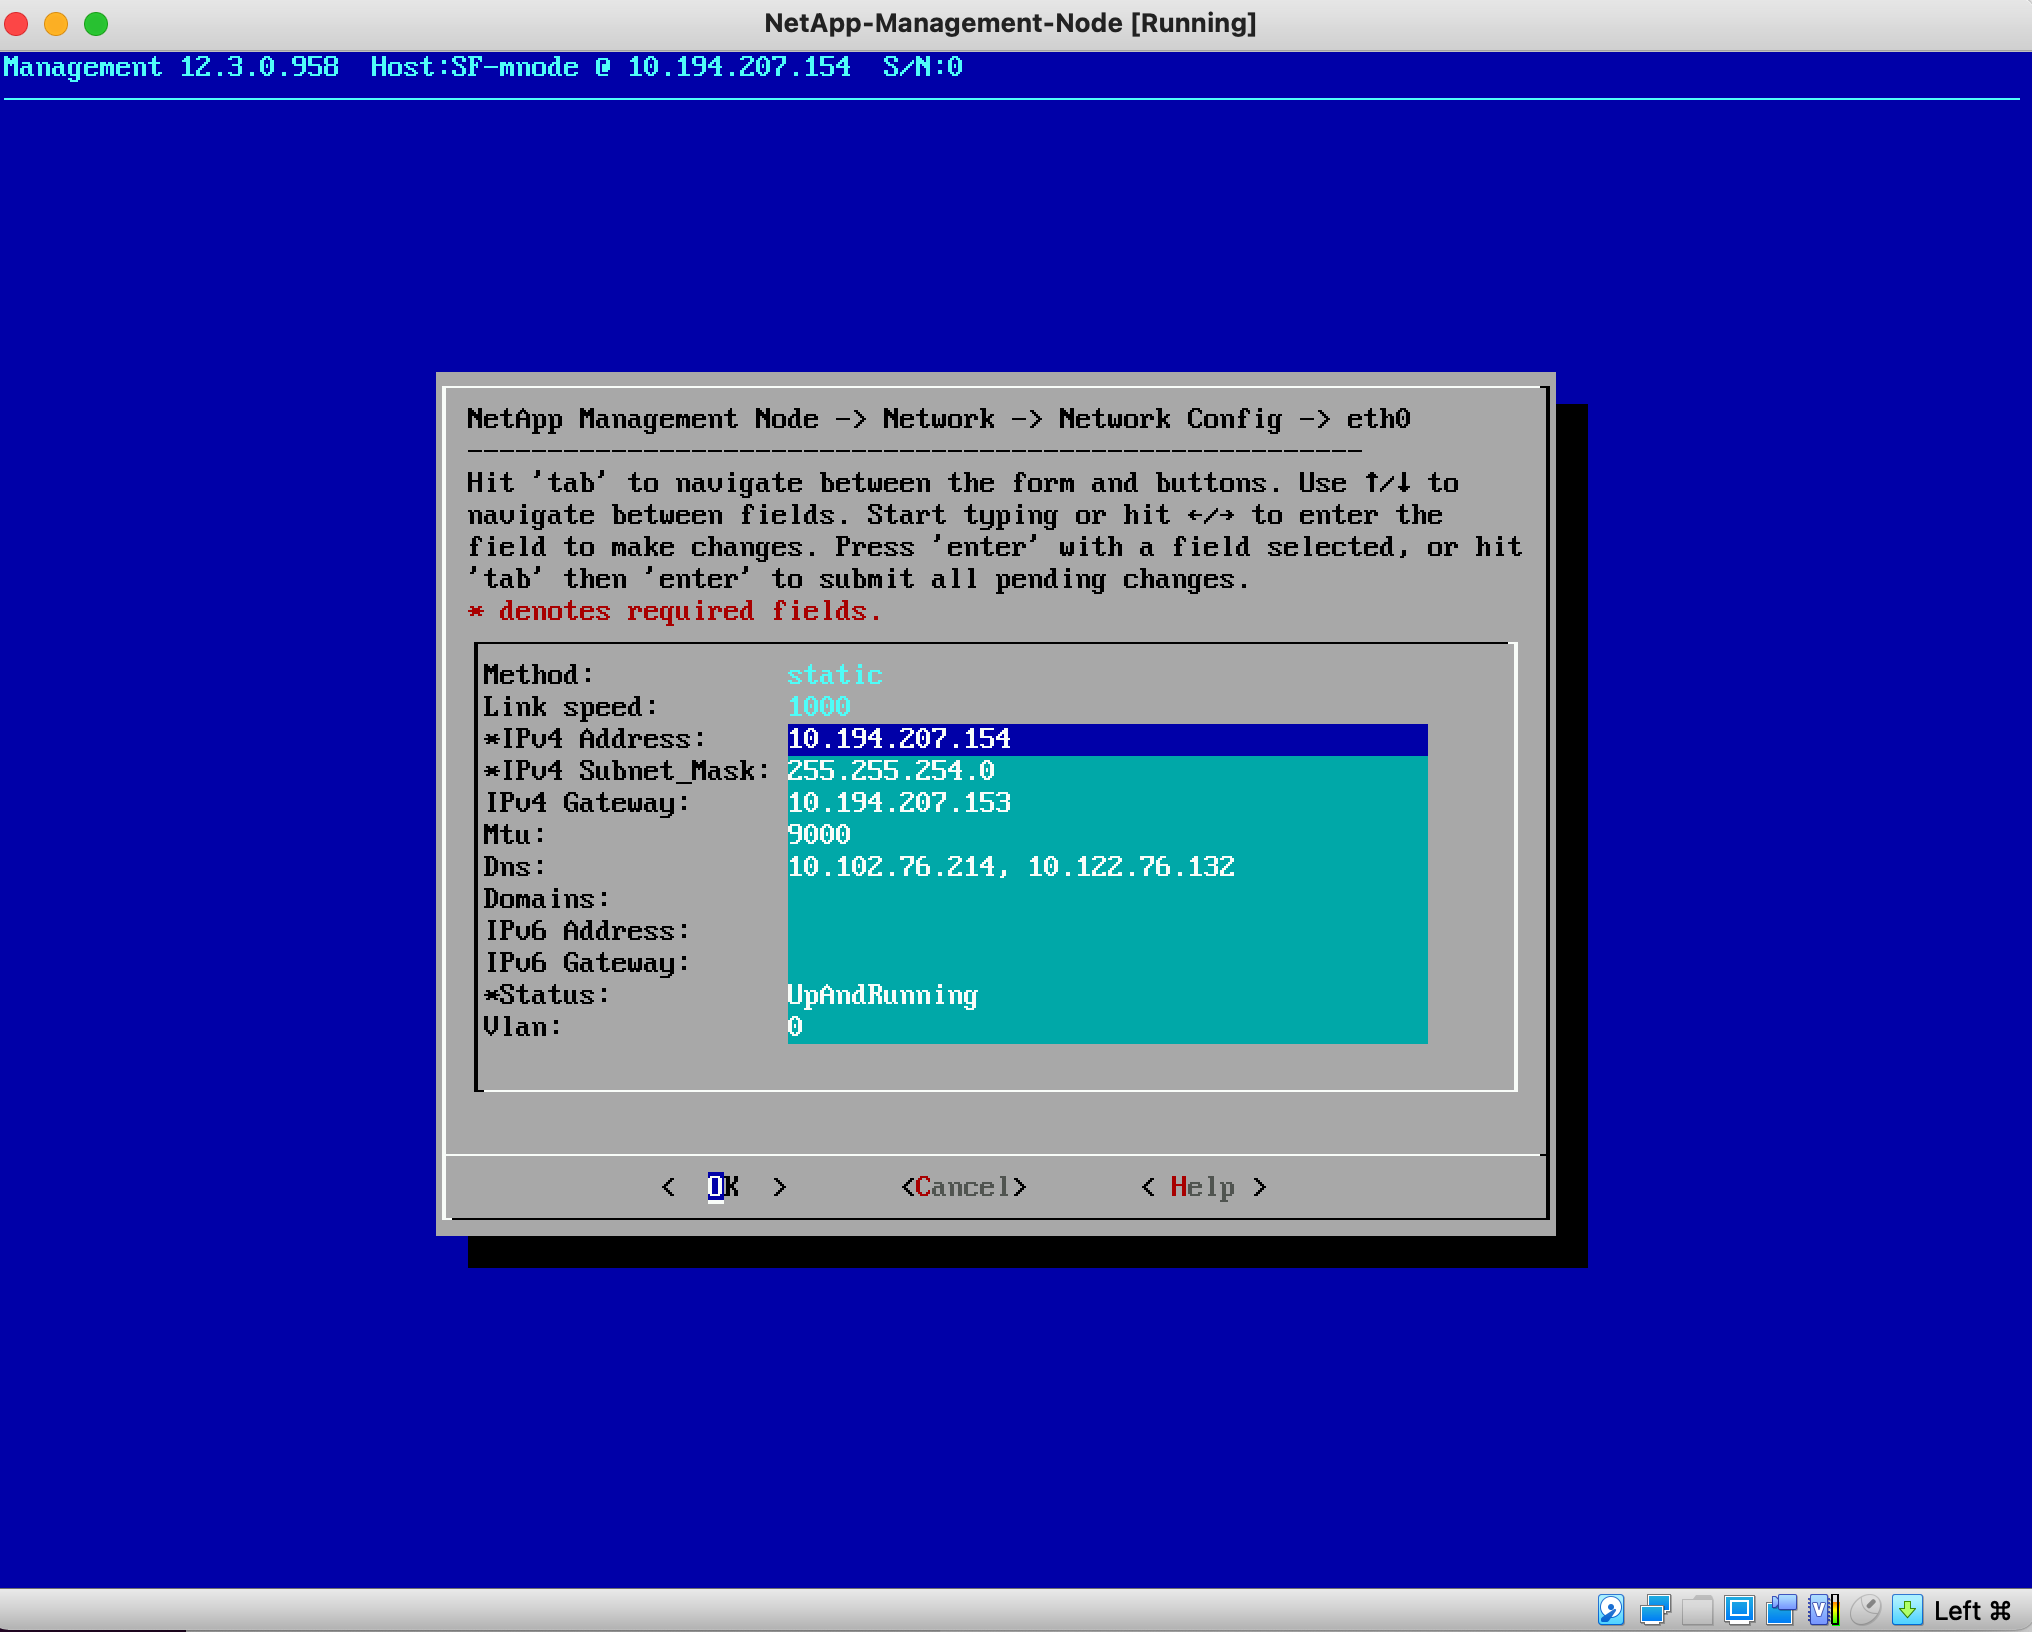 NetApp-Management-Node [Running]
Management 12.3.0.958  Host:SF-mnode @ 10.194.207.154  S/N:0
NetApp Management Node -> Network -> Network Config -> eth0
--------------------------------------------------------
Hit 'tab' to navigate between the form and buttons. Use ↑/↓ to
navigate between fields. Start typing or hit ←/→ to enter the
field to make changes. Press 'enter' with a field selected, or hit
'tab' then 'enter' to submit all pending changes.
* denotes required fields.
Method: static
Link speed: 1000
*IPv4 Address: 10.194.207.154
*IPv4 Subnet_Mask: 255.255.254.0
IPv4 Gateway: 10.194.207.153
Mtu: 9000
Dns: 10.102.76.214, 10.122.76.132
Domains:
IPv6 Address:
IPv6 Gateway:
*Status: UpAndRunning
Vlan: 0
<  OK  > <Cancel> < Help >
Left ⌘